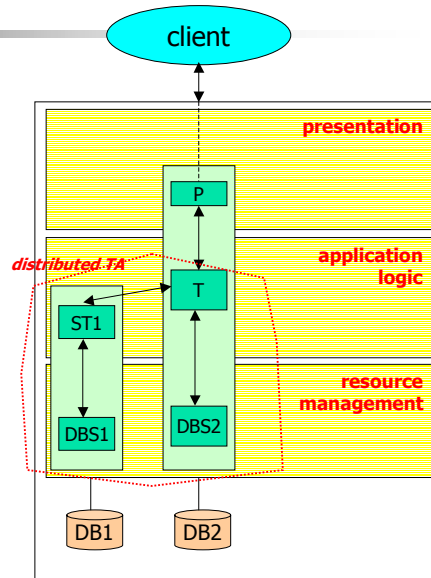 client
presentation
P
distributed TA
application
logic
T
ST1
resource
management
DBS1
DBS2
DB1
DB2